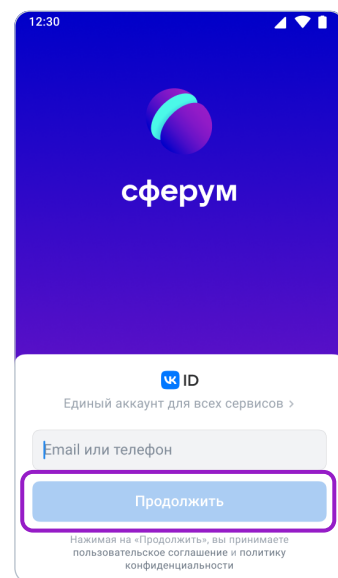 12:30
сферум
VK ID
Единый аккаунт для всех сервисов >
Email или телефон
Продолжить
Нажимая на «Продолжить», вы принимаете
пользовательское соглашение и политику
конфиденциальности